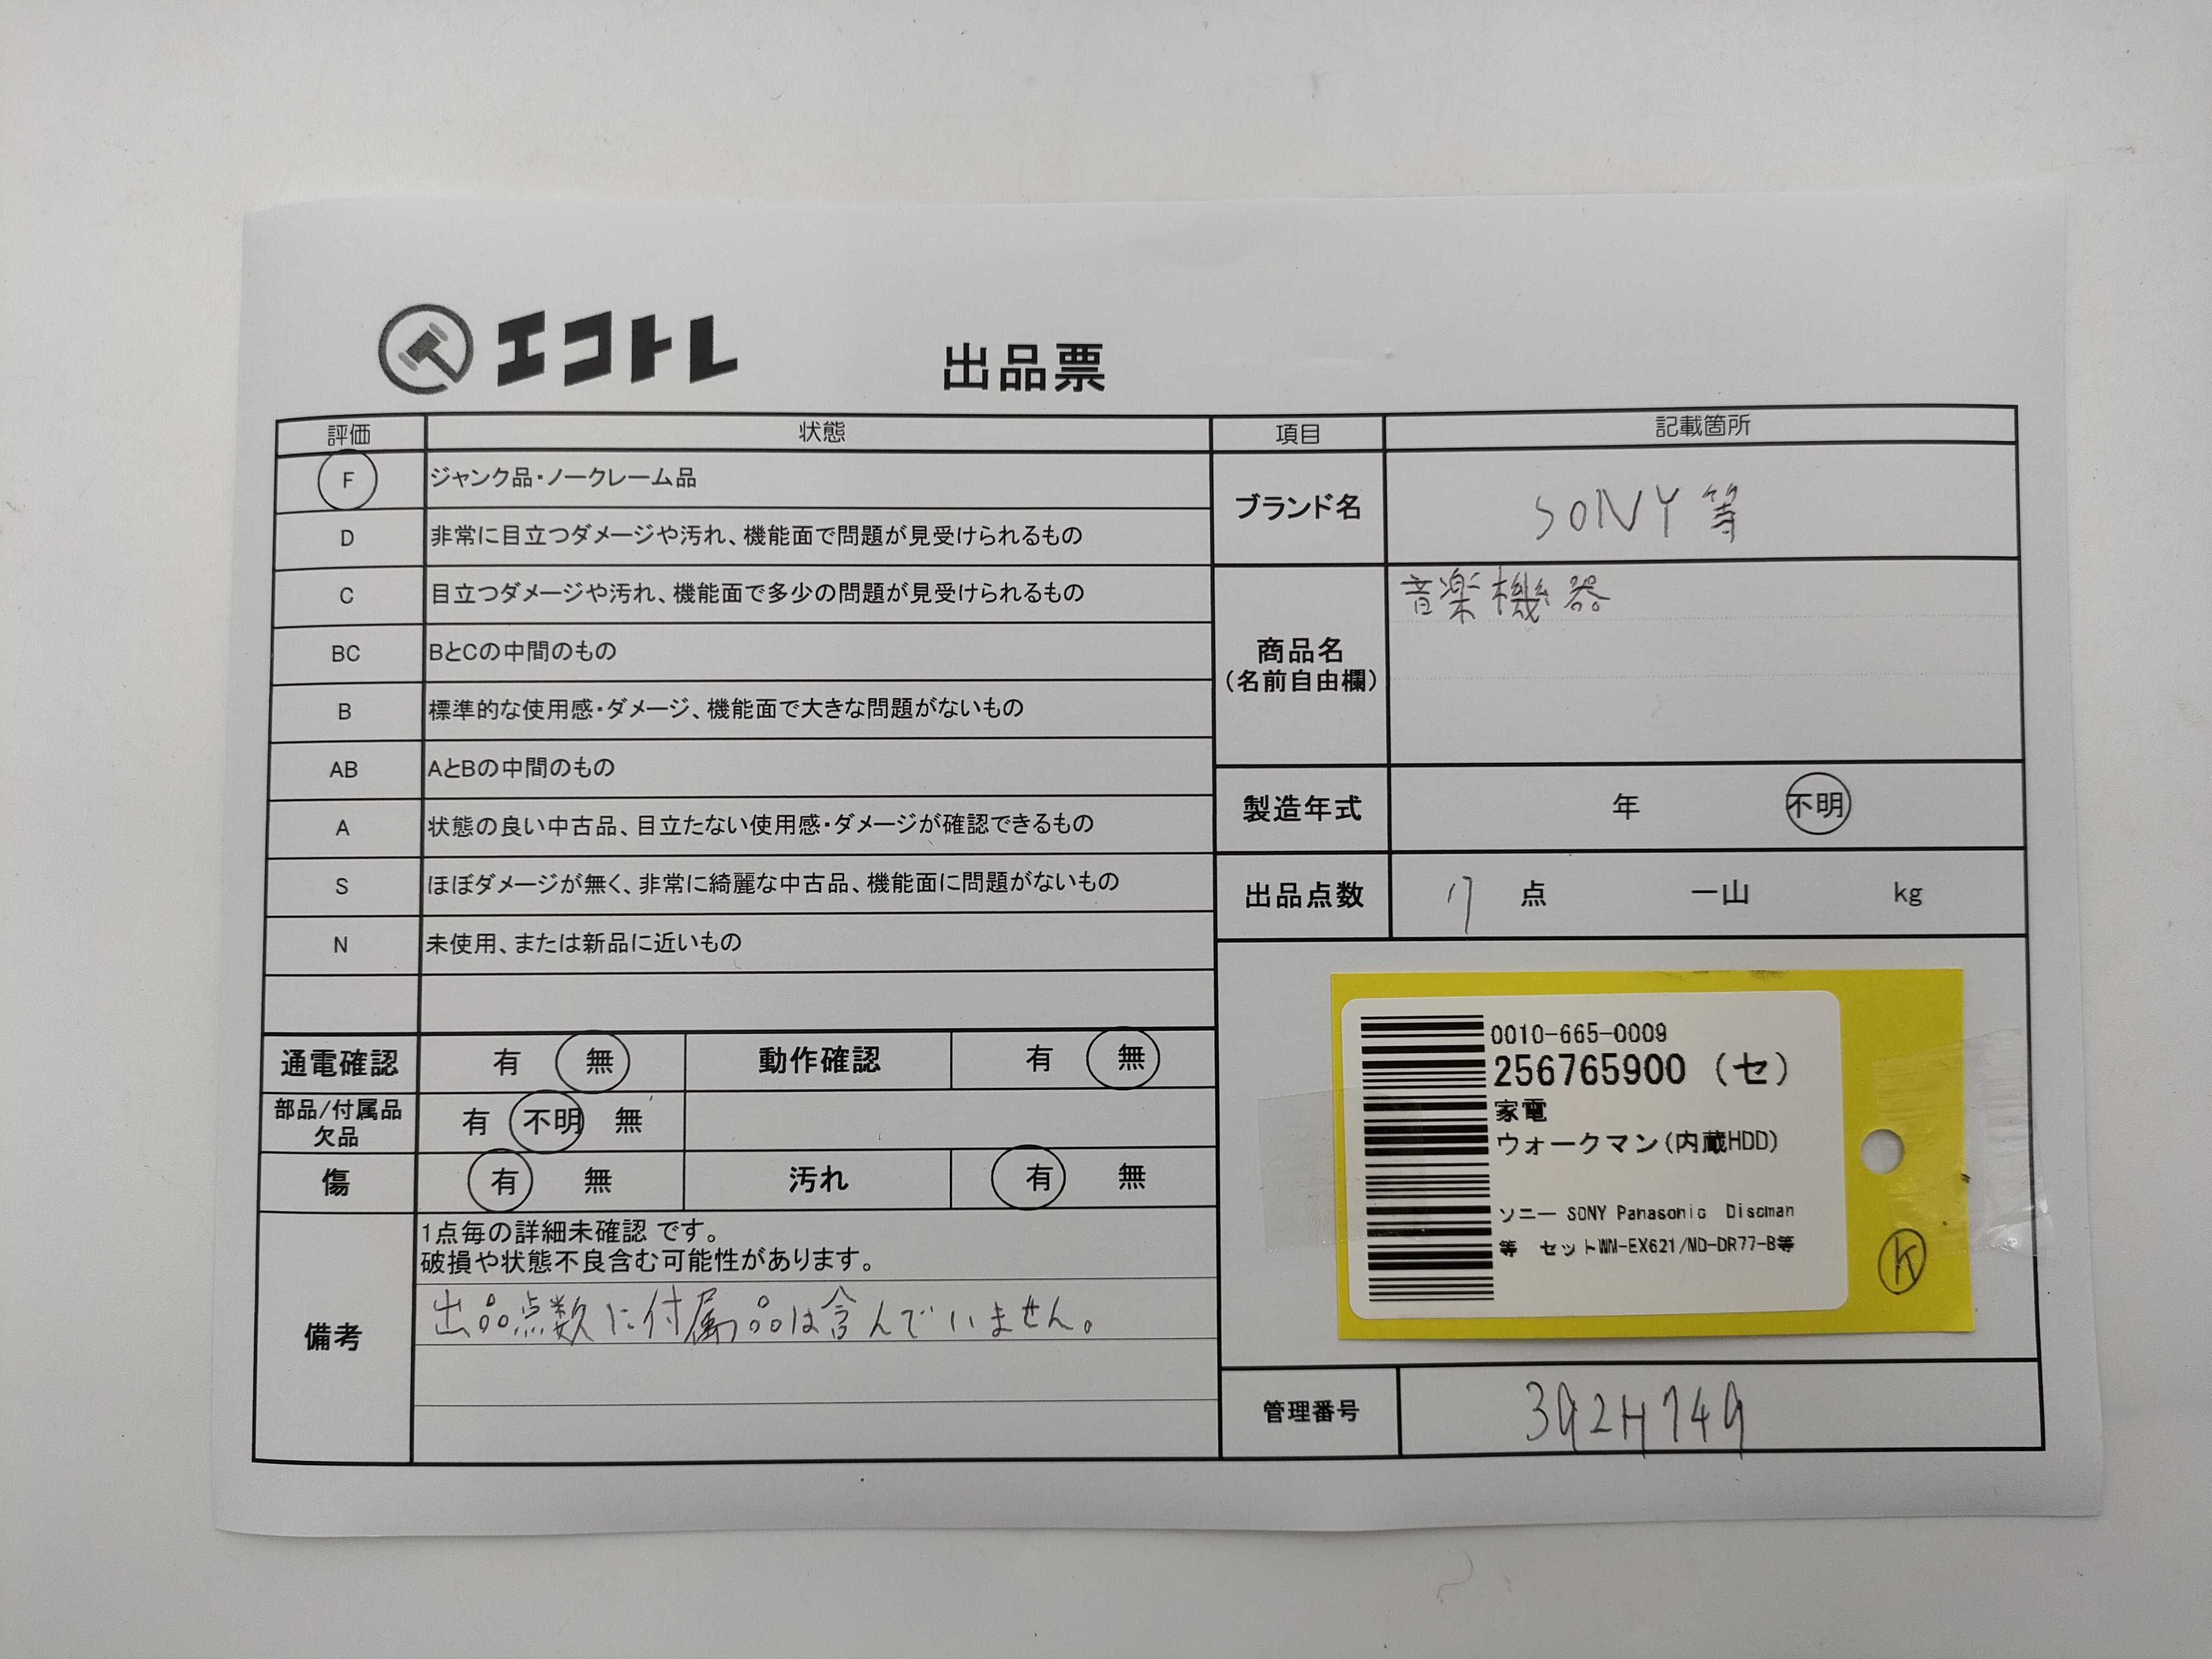 エコトレ
出品票
評価 状態
F ジャンク品・ノークレーム品
D 非常に目立つダメージや汚れ、機能面で問題が見受けられるもの
C 目立つダメージや汚れ、機能面で多少の問題が見受けられるもの
BC BとCの中間のもの
B 標準的な使用感・ダメージ、機能面で大きな問題がないもの
AB AとBの中間のもの
A 状態の良い中古品、目立たない使用感・ダメージが確認できるもの
S ほぼダメージが無く、非常に綺麗な中古品、機能面に問題がないもの
N 未使用、または新品に近いもの
通電確認 有 無 動作確認 有 無
部品/付属品
欠品 有 不明 無
傷 有 無 汚れ 有 無
備考
1点毎の詳細未確認 です。
破損や状態不良含む可能性があります。
出品点数に付属品は含んでいません。
項目 記載箇所
ブランド名 SONY等
商品名
(名前自由欄)
音楽機器
製造年式 年 不明
出品点数 17 点 一山 kg
0010-665-0009
256765900 (セ)
家電
ウォークマン(内蔵HDD)
ソニー SONY Panasonic Discman
等 セットWM-EX621/MD-DR77-B等
K
管理番号 392H749